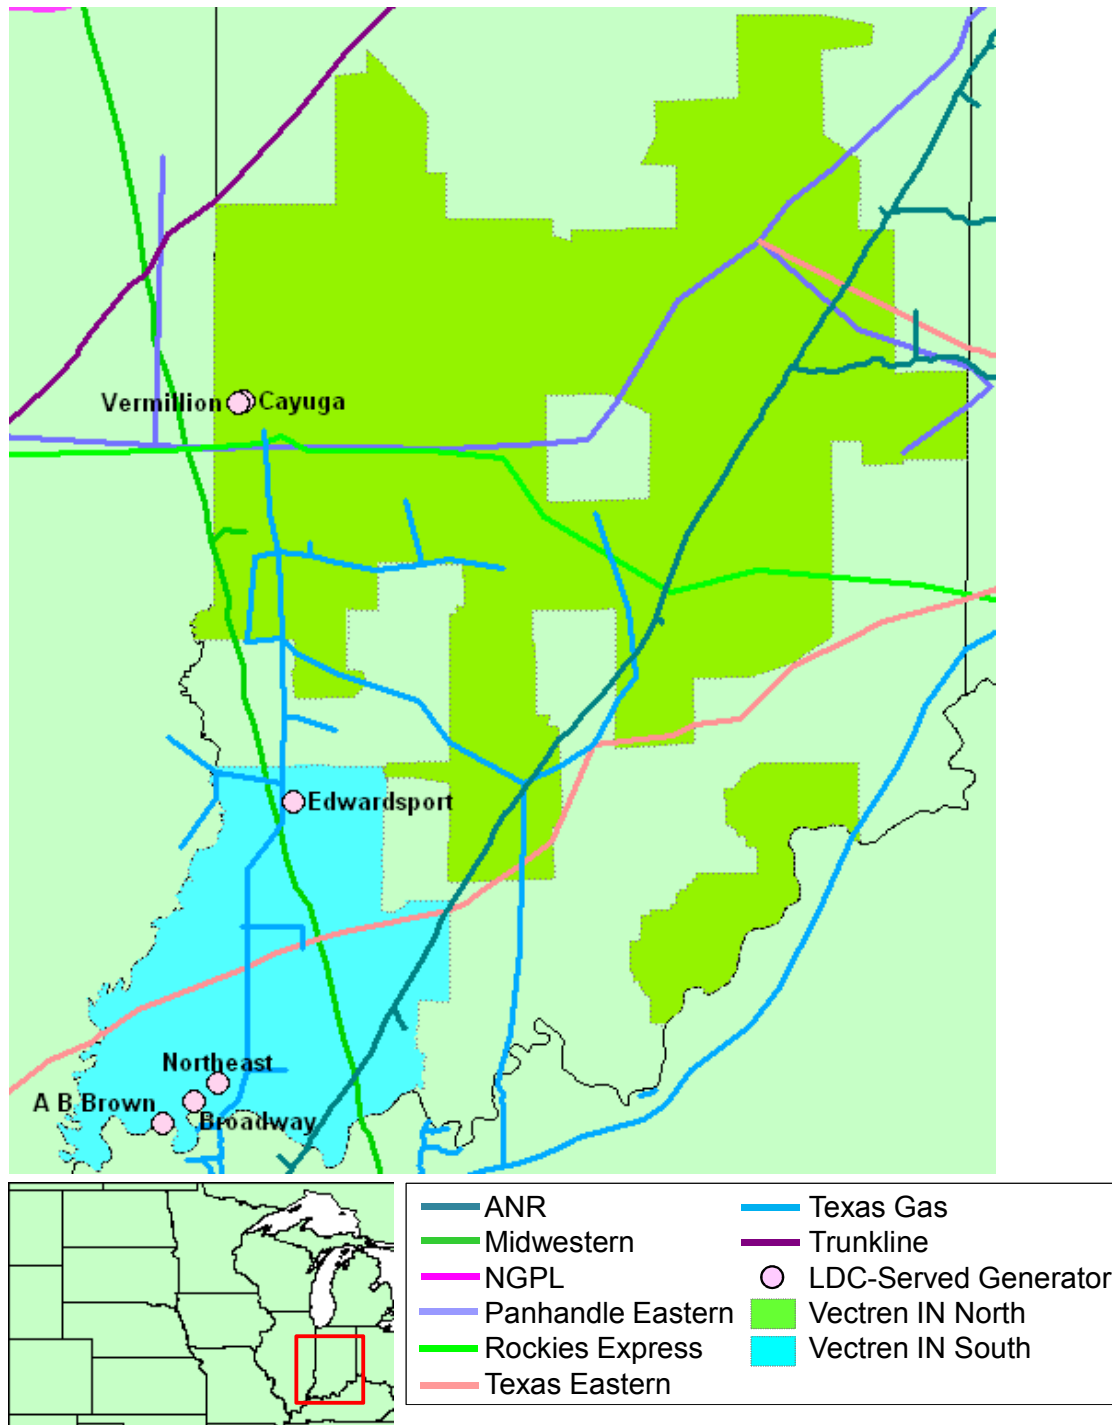 Vermillion
Cayuga
Edwardsport
Northeast
A B Brown
Broadway
ANR
Midwestern
NGPL
Panhandle Eastern
Rockies Express
Texas Eastern
Texas Gas
Trunkline
LDC-Served Generator
Vectren IN North
Vectren IN South